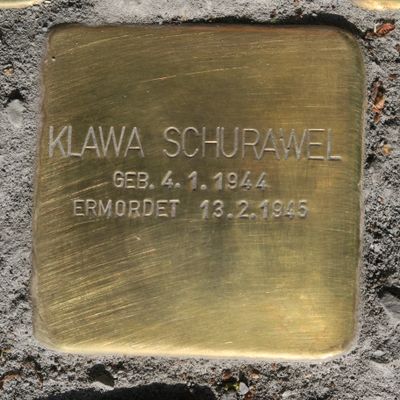 KLAWA SCHURAWEL
GEB. 4.1.1944
ERMORDET 13.2.1945